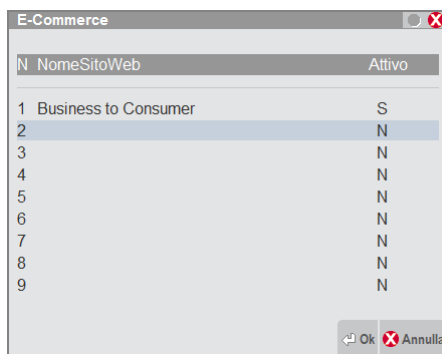 E-Commerce
N NomeSitoWeb Attivo
1 Business to Consumer S
2 N
3 N
4 N
5 N
6 N
7 N
8 N
9 N
Ok Annulla